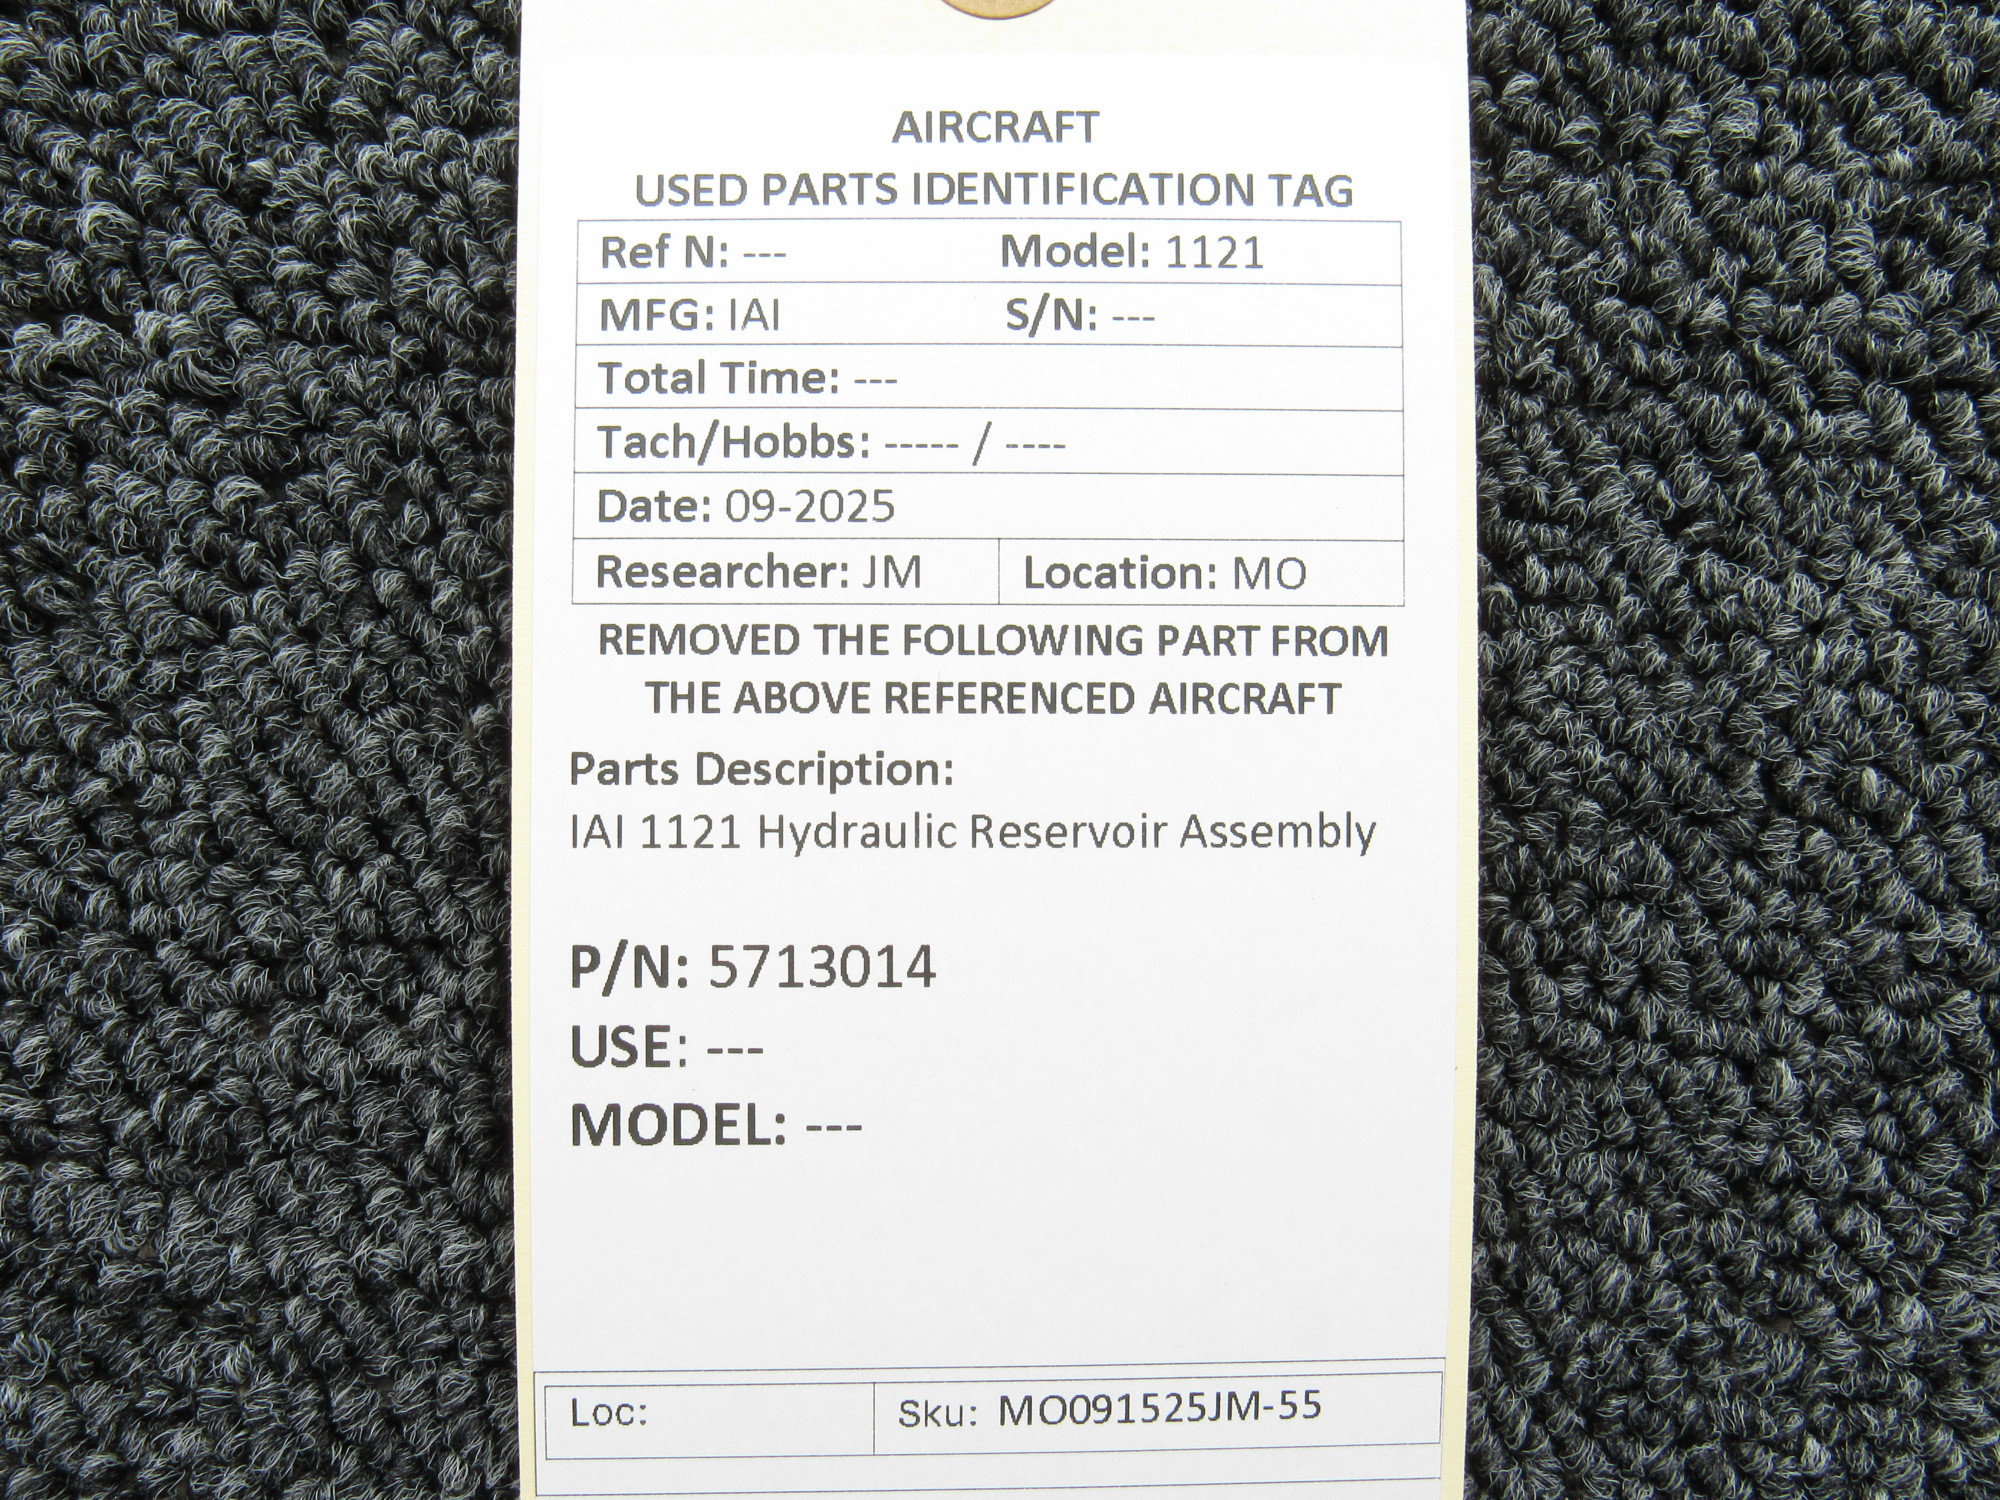 AIRCRAFT
USED PARTS IDENTIFICATION TAG
Ref N: --- Model: 1121
MFG: IAI S/N: ---
Total Time: ---
Tach/Hobbs: ----- / ----
Date: 09-2025
Researcher: JM Location: MO
REMOVED THE FOLLOWING PART FROM
THE ABOVE REFERENCED AIRCRAFT
Parts Description:
IAI 1121 Hydraulic Reservoir Assembly
P/N: 5713014
USE: ---
MODEL: ---
Loc: Sku: MO091525JM-55